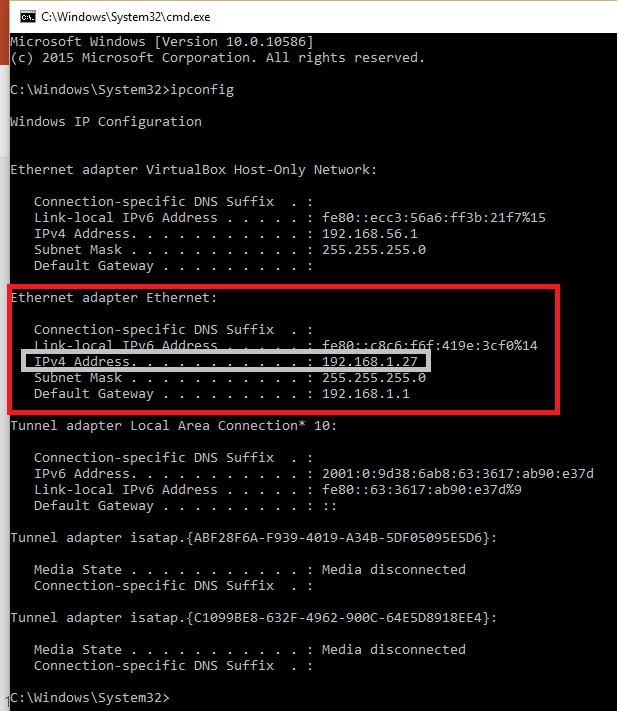 C:\Windows\System32\cmd.exe
Microsoft Windows [Version 10.0.10586]
(c) 2015 Microsoft Corporation. All rights reserved.
C:\Windows\System32>ipconfig
Windows IP Configuration
Ethernet adapter VirtualBox Host-Only Network:
Connection-specific DNS Suffix  . :
Link-local IPv6 Address . . . . . : fe80::ecc3:56a6:ff3b:21f7%15
IPv4 Address. . . . . . . . . . . : 192.168.56.1
Subnet Mask . . . . . . . . . . . : 255.255.255.0
Default Gateway . . . . . . . . . :
Ethernet adapter Ethernet:
Connection-specific DNS Suffix  . :
Link-local IPv6 Address . . . . . : fe80::c8c6:f6f:419e:3cf0%14
IPv4 Address. . . . . . . . . . . : 192.168.1.27
Subnet Mask . . . . . . . . . . . : 255.255.255.0
Default Gateway . . . . . . . . . : 192.168.1.1
Tunnel adapter Local Area Connection* 10:
Connection-specific DNS Suffix  . :
IPv6 Address. . . . . . . . . . . : 2001:0:9d38:6ab8:63:3617:ab90:e37d
Link-local IPv6 Address . . . . . : fe80::63:3617:ab90:e37d%9
Default Gateway . . . . . . . . . : ::
Tunnel adapter isatap.{ABF28F6A-F939-4019-A34B-5DF05095E5D6}:
Media State . . . . . . . . . . . : Media disconnected
Connection-specific DNS Suffix  . :
Tunnel adapter isatap.{C1099BE8-632F-4962-900C-64E5D8918EE4}:
Media State . . . . . . . . . . . : Media disconnected
Connection-specific DNS Suffix  . :
C:\Windows\System32>